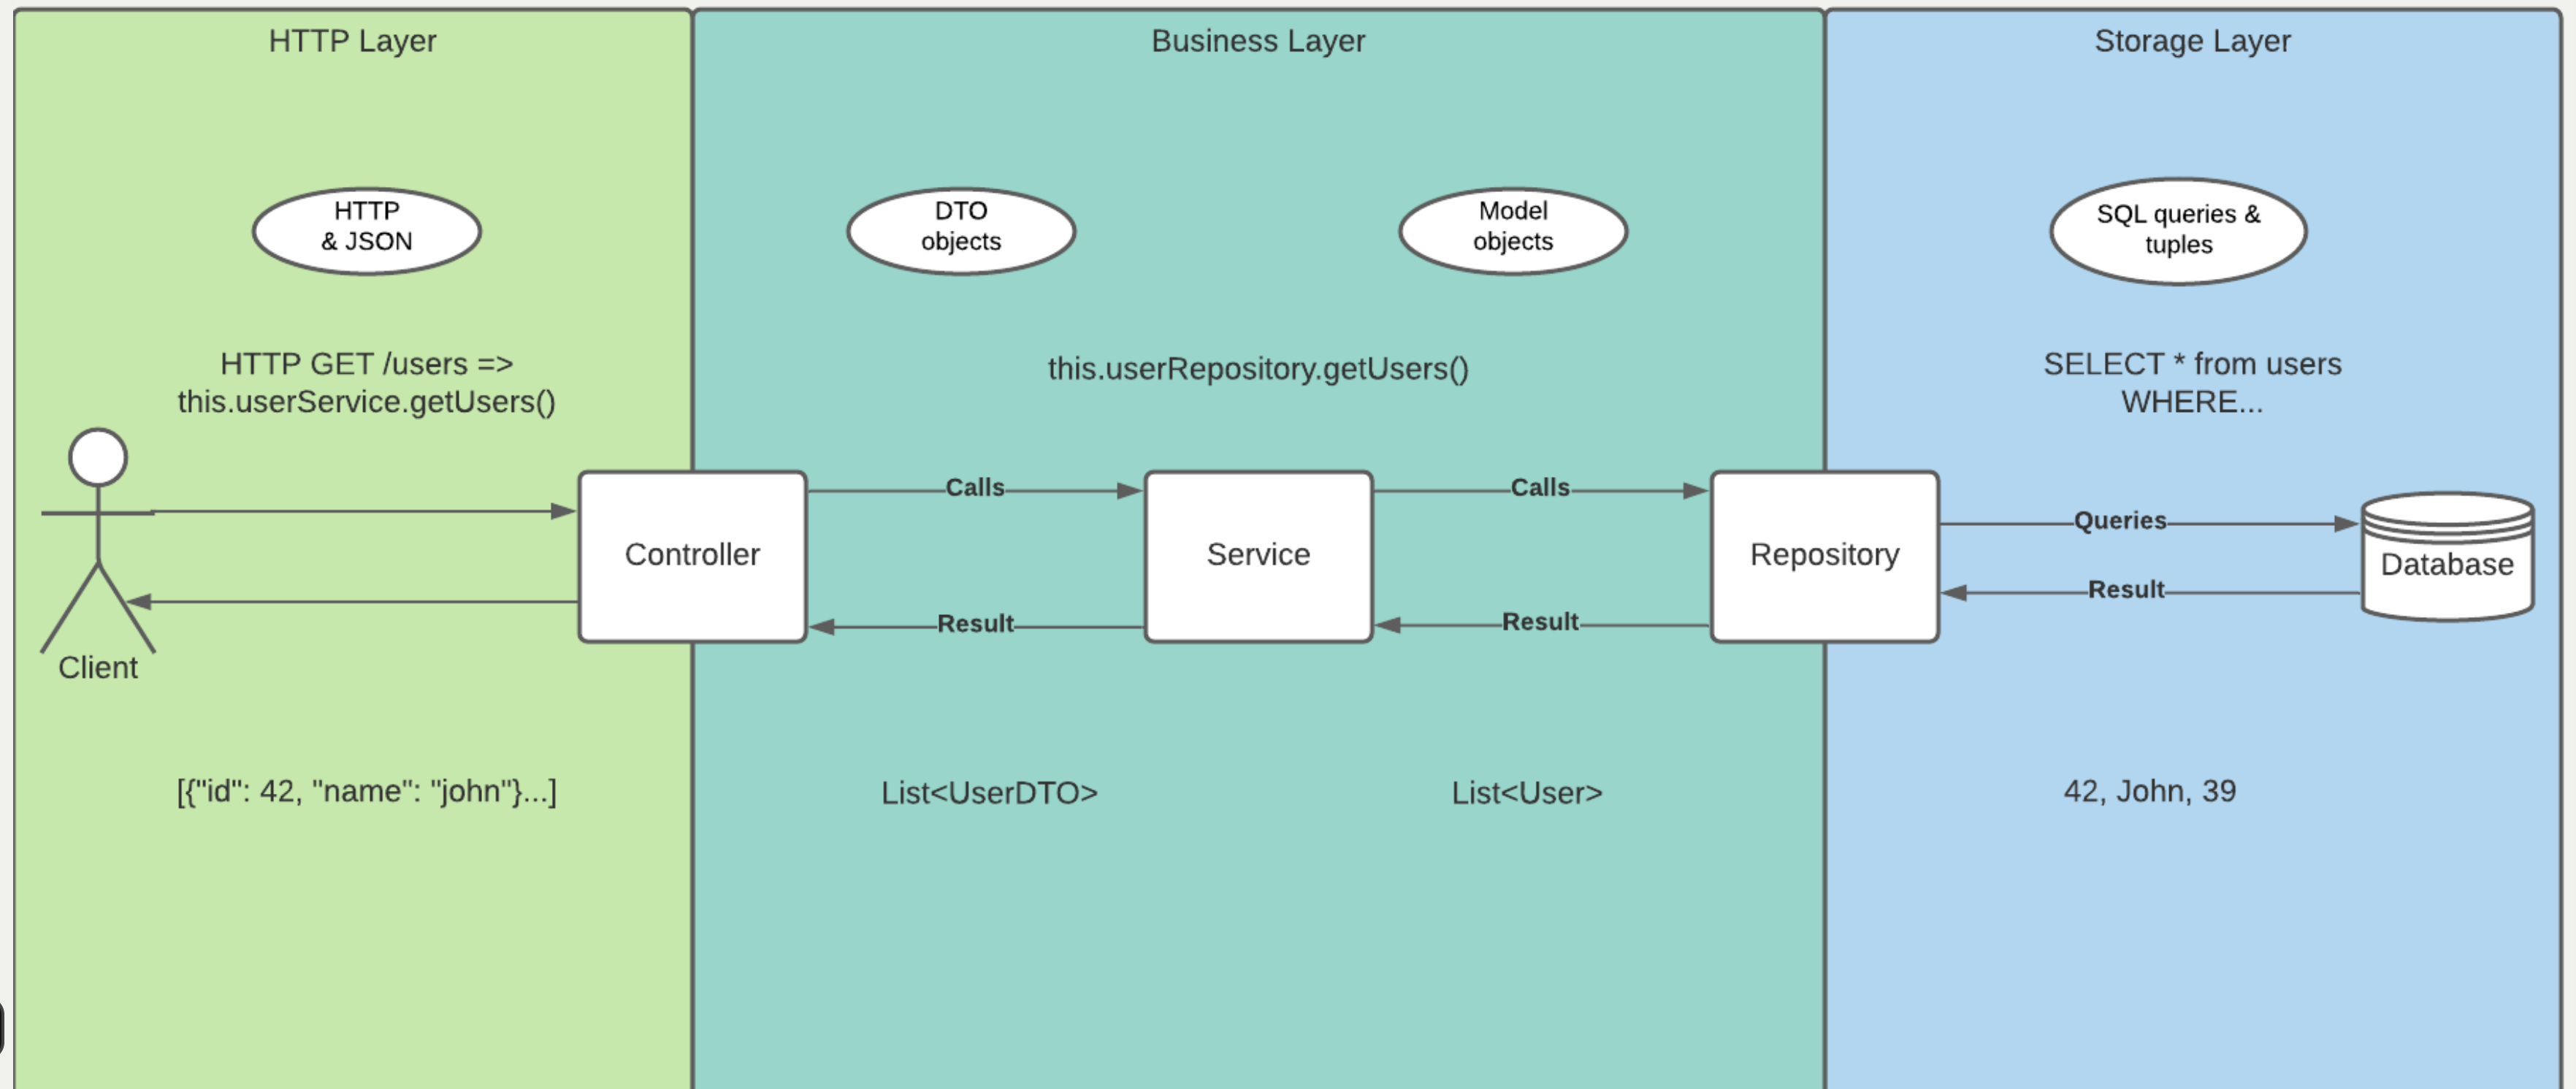 HTTP Layer
Business Layer
Storage Layer
HTTP
& JSON
DTO
objects
Model
objects
SQL queries &
tuples
HTTP GET /users =>
this.userService.getUsers()
this.userRepository.getUsers()
SELECT * from users
WHERE...
Calls
Calls
Queries
Controller
Service
Repository
Database
Result
Result
Result
Client
[{"id": 42, "name": "john"}...]
List<UserDTO>
List<User>
42, John, 39